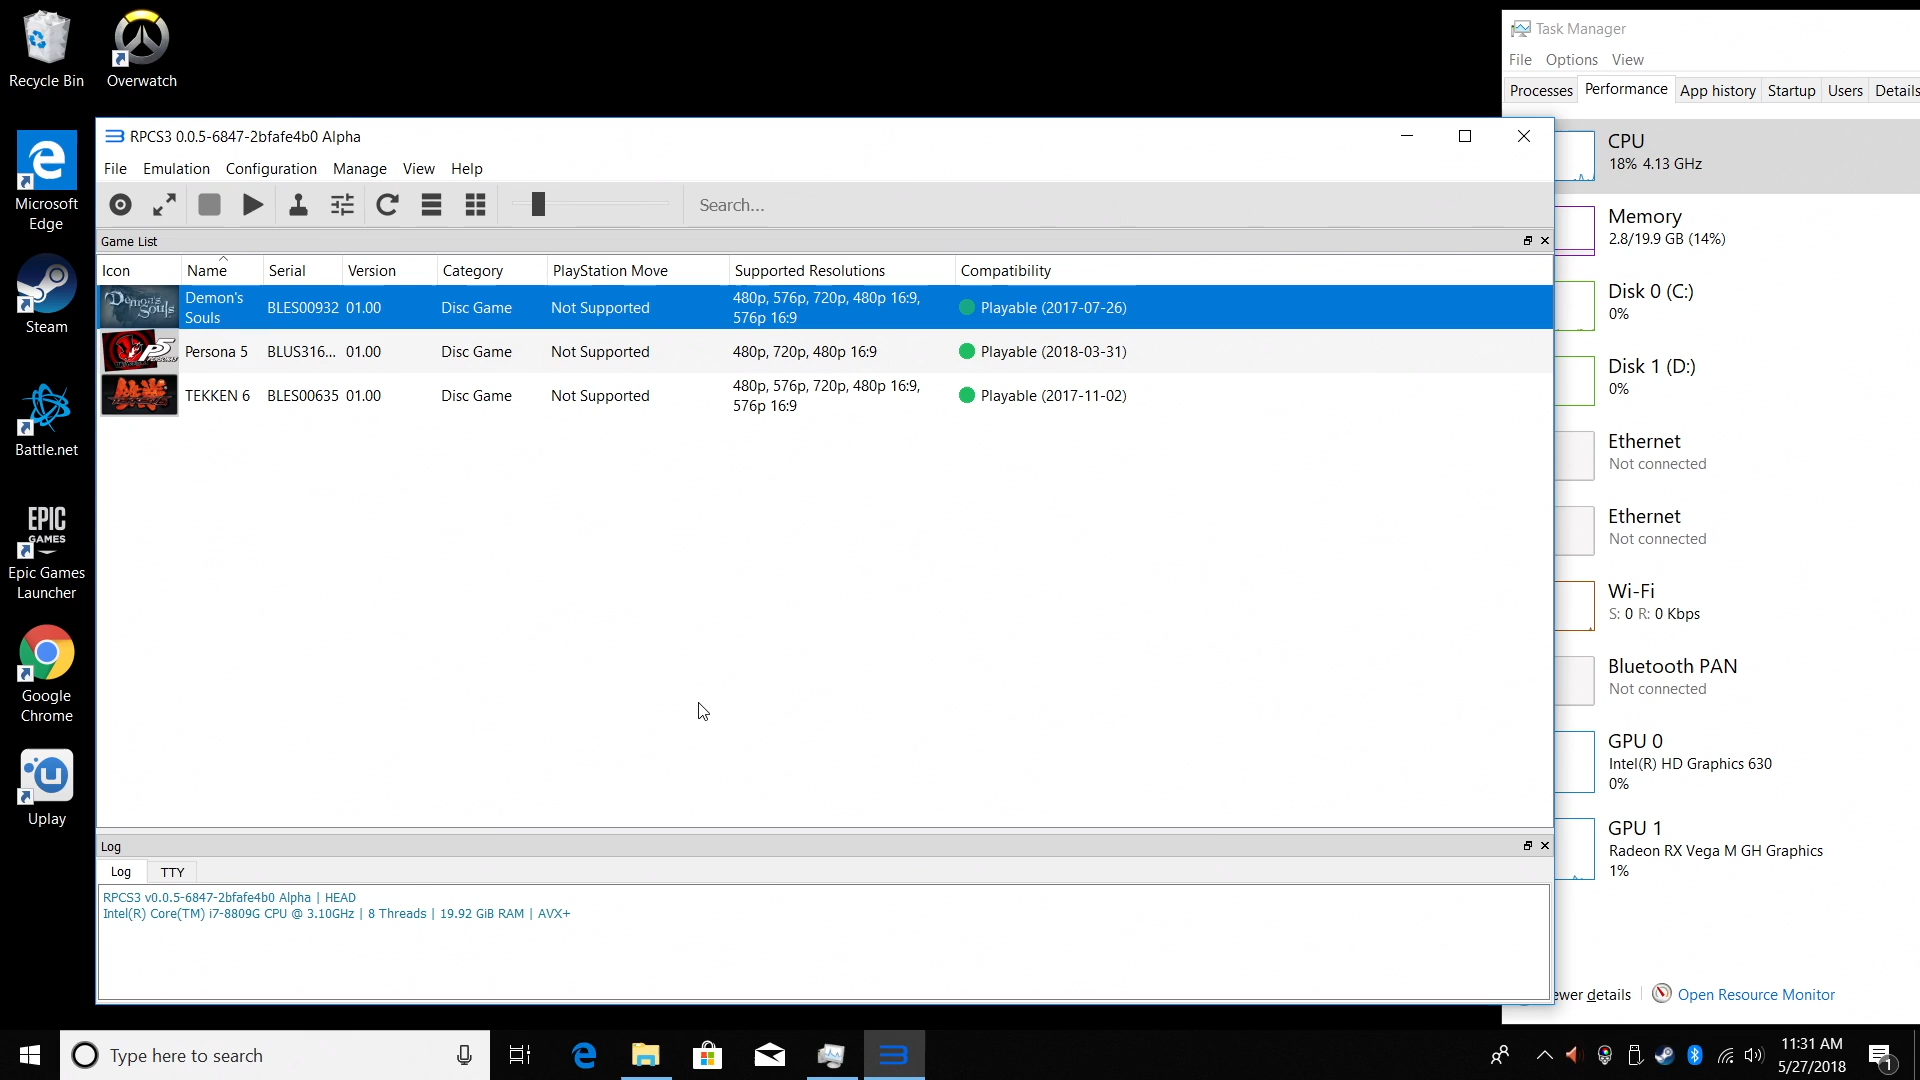 Recycle Bin
Overwatch
Microsoft
Edge
Steam
Battle.net
EPIC
GAMES
Epic Games
Launcher
Google
Chrome
Uplay
RPCS3 0.0.5-6847-2bfafe4b0 Alpha
File Emulation Configuration Manage View Help
Search...
Game List
Icon Name Serial Version Category PlayStation Move Supported Resolutions Compatibility
Demon's Souls
Demon's
Souls
BLES00932 01.00 Disc Game Not Supported
480p, 576p, 720p, 480p 16:9,
576p 16:9
Playable (2017-07-26)
P5
Persona 5 BLUS316... 01.00 Disc Game Not Supported 480p, 720p, 480p 16:9 Playable (2018-03-31)
TEKKEN 6 BLES00635 01.00 Disc Game Not Supported
480p, 576p, 720p, 480p 16:9,
576p 16:9
Playable (2017-11-02)
Log
Log TTY
RPCS3 v0.0.5-6847-2bfafe4b0 Alpha | HEAD
Intel(R) Core(TM) i7-8809G CPU @ 3.10GHz | 8 Threads | 19.92 GiB RAM | AVX+
Task Manager
File Options View
Processes Performance App history Startup Users Details
CPU
18% 4.13 GHz
Memory
2.8/19.9 GB (14%)
Disk 0 (C:)
0%
Disk 1 (D:)
0%
Ethernet
Not connected
Ethernet
Not connected
Wi-Fi
S: 0 R: 0 Kbps
Bluetooth PAN
Not connected
GPU 0
Intel(R) HD Graphics 630
0%
GPU 1
Radeon RX Vega M GH Graphics
1%
ewer details Open Resource Monitor
Type here to search
11:31 AM
5/27/2018
1